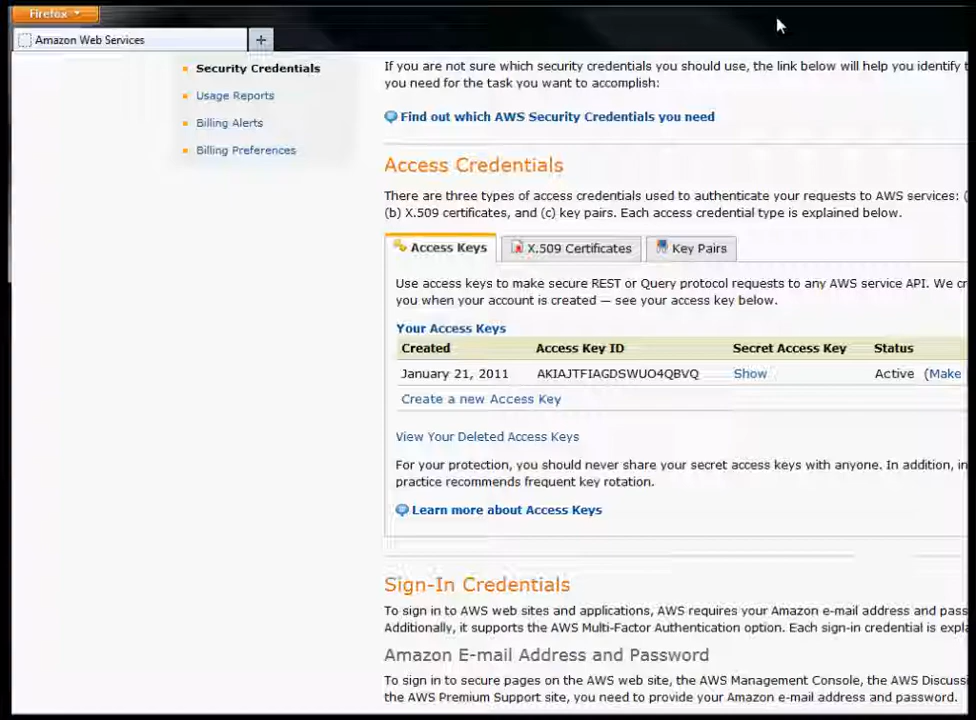 Firefox
Amazon Web Services
Security Credentials
Usage Reports
Billing Alerts
Billing Preferences
If you are not sure which security credentials you should use, the link below will help you identify
you need for the task you want to accomplish:
Find out which AWS Security Credentials you need
Access Credentials
There are three types of access credentials used to authenticate your requests to AWS services: (
(b) X.509 certificates, and (c) key pairs. Each access credential type is explained below.
Access Keys X.509 Certificates Key Pairs
Use access keys to make secure REST or Query protocol requests to any AWS service API. We cr
you when your account is created — see your access key below.
Your Access Keys
Created Access Key ID Secret Access Key Status
January 21, 2011 AKIAJTFIAGDSWUO4QBVQ Show Active (Make
Create a new Access Key
View Your Deleted Access Keys
For your protection, you should never share your secret access keys with anyone. In addition, in
practice recommends frequent key rotation.
Learn more about Access Keys
Sign-In Credentials
To sign in to AWS web sites and applications, AWS requires your Amazon e-mail address and pass
Additionally, it supports the AWS Multi-Factor Authentication option. Each sign-in credential is expla
Amazon E-mail Address and Password
To sign in to secure pages on the AWS web site, the AWS Management Console, the AWS Discuss
the AWS Premium Support site, you need to provide your Amazon e-mail address and password.